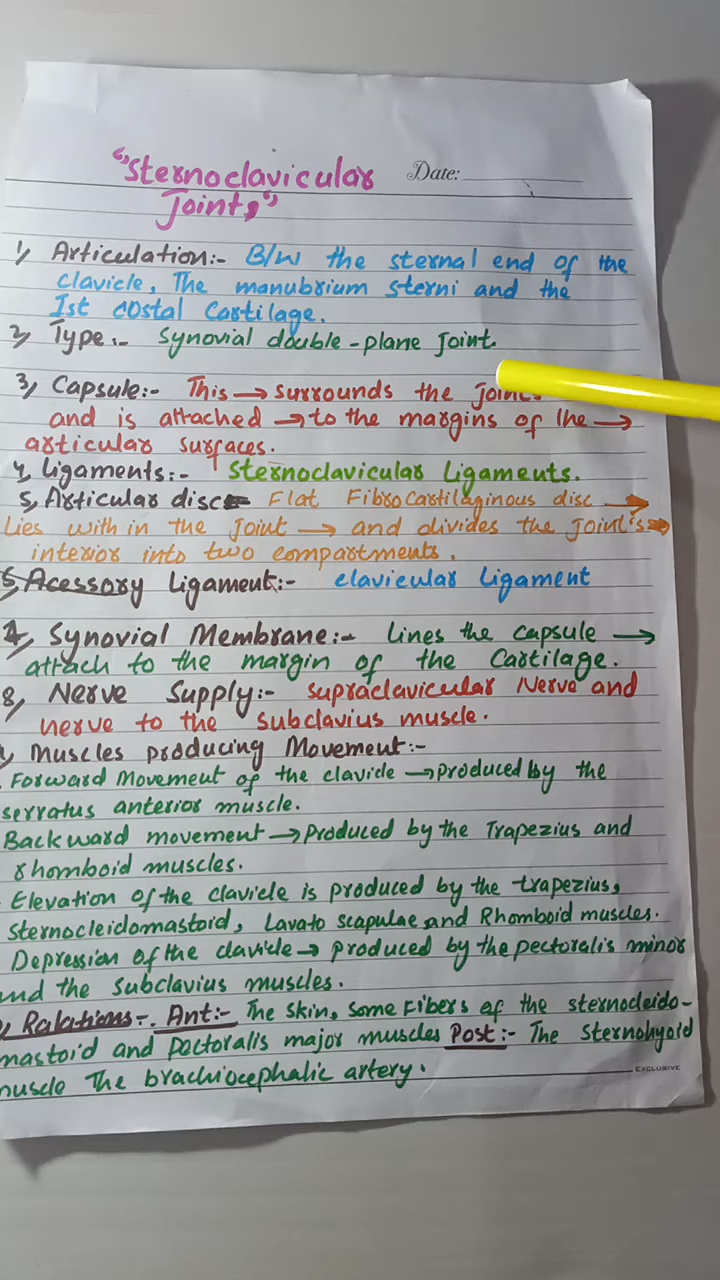 "Sternoclavicular Date:
Joint,"
1, Articulation:- B/W the sternal end of the
clavicle, The manubrium sterni and the
Ist costal Cartilage.
2, Type:- Synovial double-plane Joint.
3, Capsule:- This → surrounds the Joint
and is attached → to the margins of the →
articular surfaces.
4, Ligaments:- Sternoclavicular Ligaments.
5, Articular disc:- Flat FibroCartilaginous disc →
Lies with in the Joint → and divides the Joint's →
interior into two compartments.
6, Acessory Ligament:- clavicular Ligament
7, Synovial Membrane:- Lines the capsule →
attach to the margin of the Cartilage.
8, Nerve Supply:- supraclavicular Nerve and
nerve to the subclavius muscle.
Muscles producing Movement:-
Forward Movement of the clavicle → produced by the
serratus anterior muscle.
Backward movement → Produced by the Trapezius and
rhomboid muscles.
Elevation of the clavicle is produced by the trapezius,
Sternocleidomastoid, Lavato scapulae and Rhomboid muscles.
Depression of the clavicle → produced by the pectoralis minor
and the subclavius muscles.
Ralations:- Ant:- The Skin, Some Fibers of the sternocleido-
mastoid and Pectoralis major muscles Post:- The Sternohyoid
muscle The brachiocephalic artery.
EXCLUSIVE